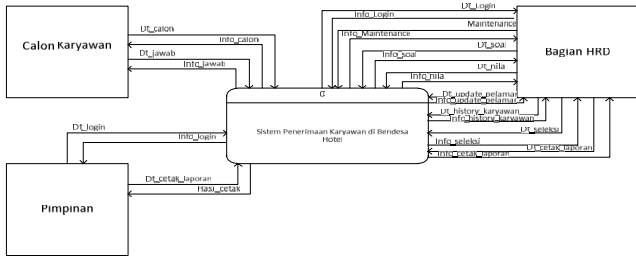 Calon Karyawan
Dt_calon
Info_calon
Dt_jawab
Info_jawab
Dt_Login
Info_Login
Maintenance
Info_Maintenance
Dt_soal
Info_soal
Dt_nila
Info_nila
Bagian HRD
Dt_update_pelamar
Info_update_pelamar
Dt_history_karyawan
Info_history_karyawan
Dt_seleksi
Info_seleksi
Dt_cetak_laporan
Info_cetak_laporan
Sistem Penerimaan Karyawan di Bendesa
Hotel
Dt_login
Info_login
Pimpinan
Dt_cetak_laporan
Hasi_cetak